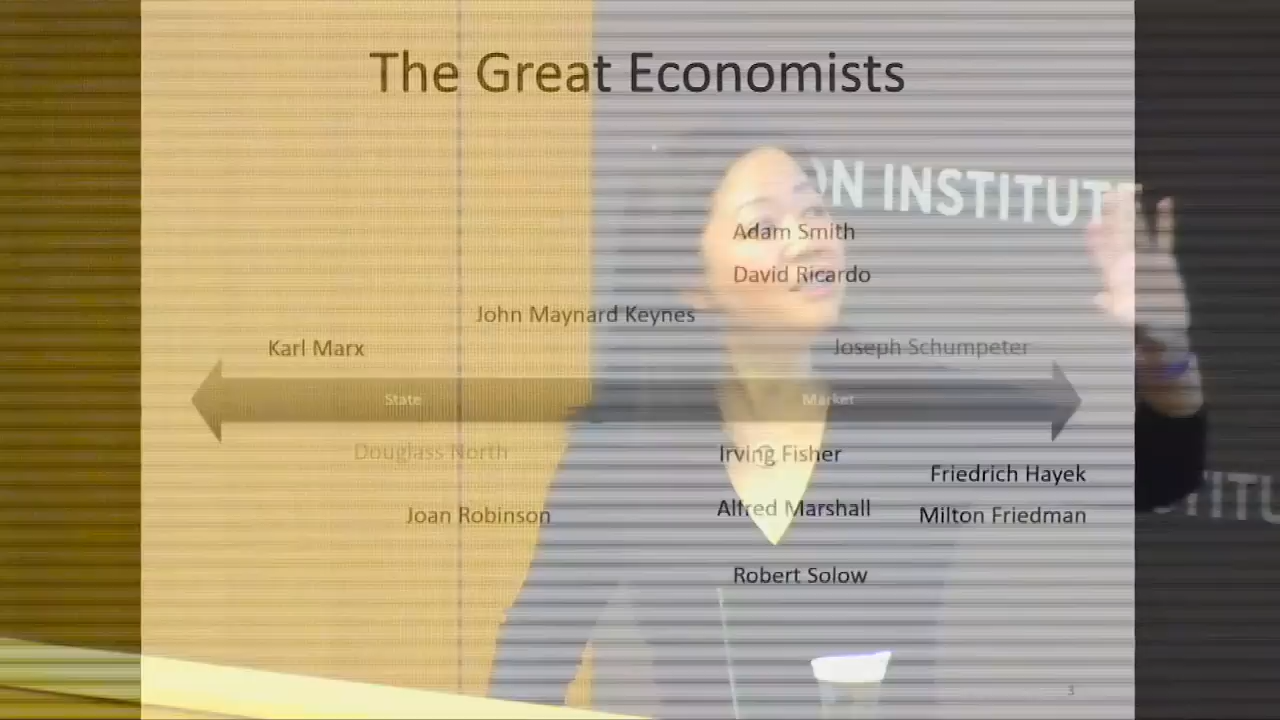 The Great Economists
ON INSTITUTE
Adam Smith
David Ricardo
John Maynard Keynes
Karl Marx
Joseph Schumpeter
State
Market
Douglass North
Irving Fisher
Friedrich Hayek
Joan Robinson
Alfred Marshall
Milton Friedman
Robert Solow
3